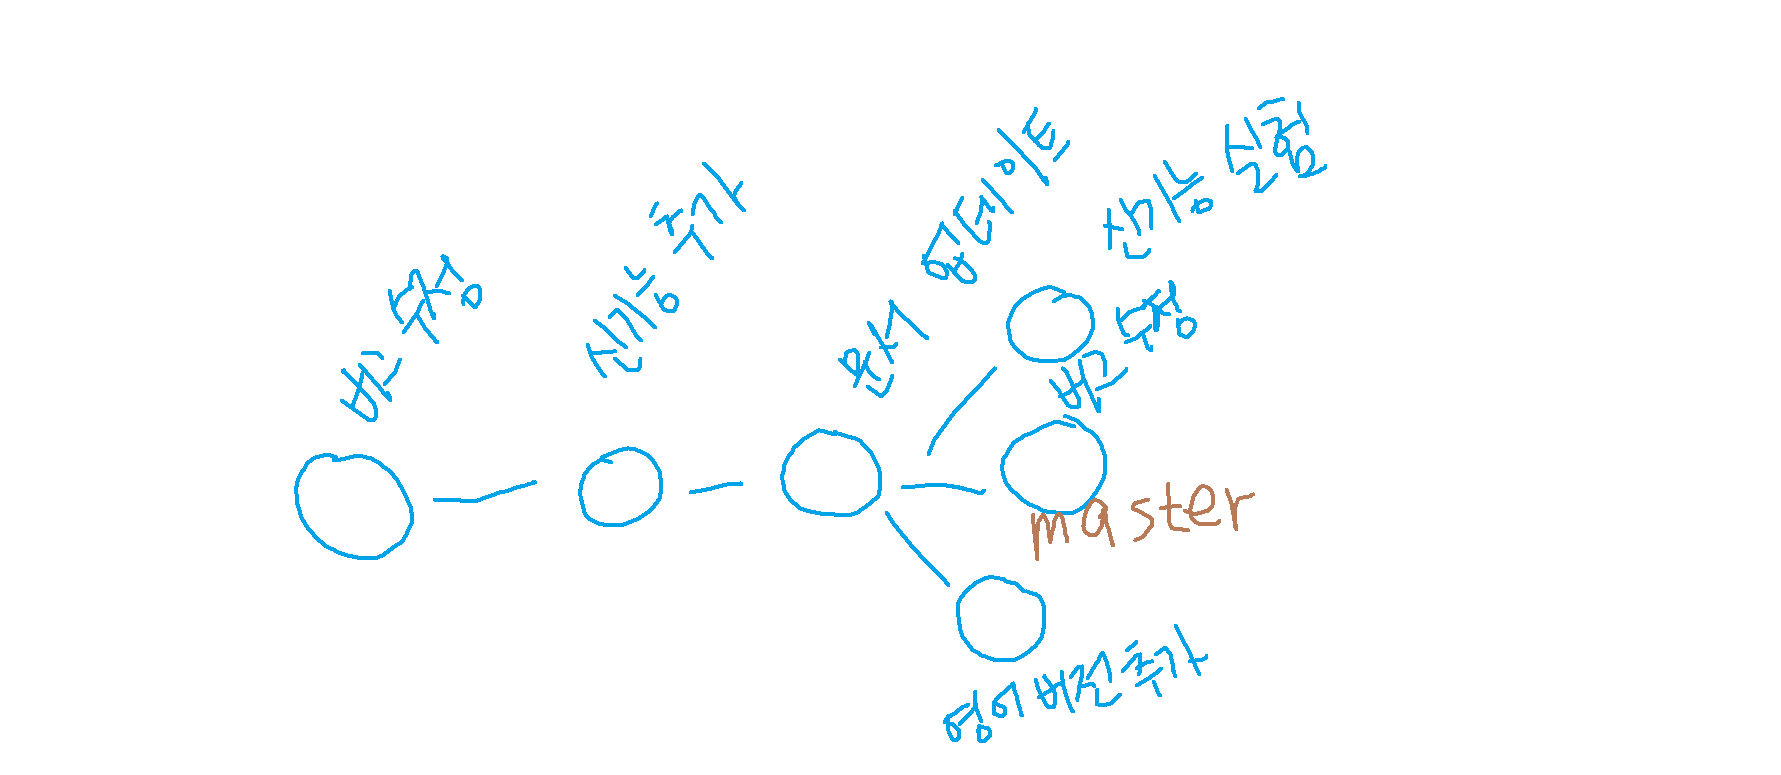 버그 수정
신기능 추가
문서 업데이트
신기능 실험
버그 수정
master
영어버전 추가